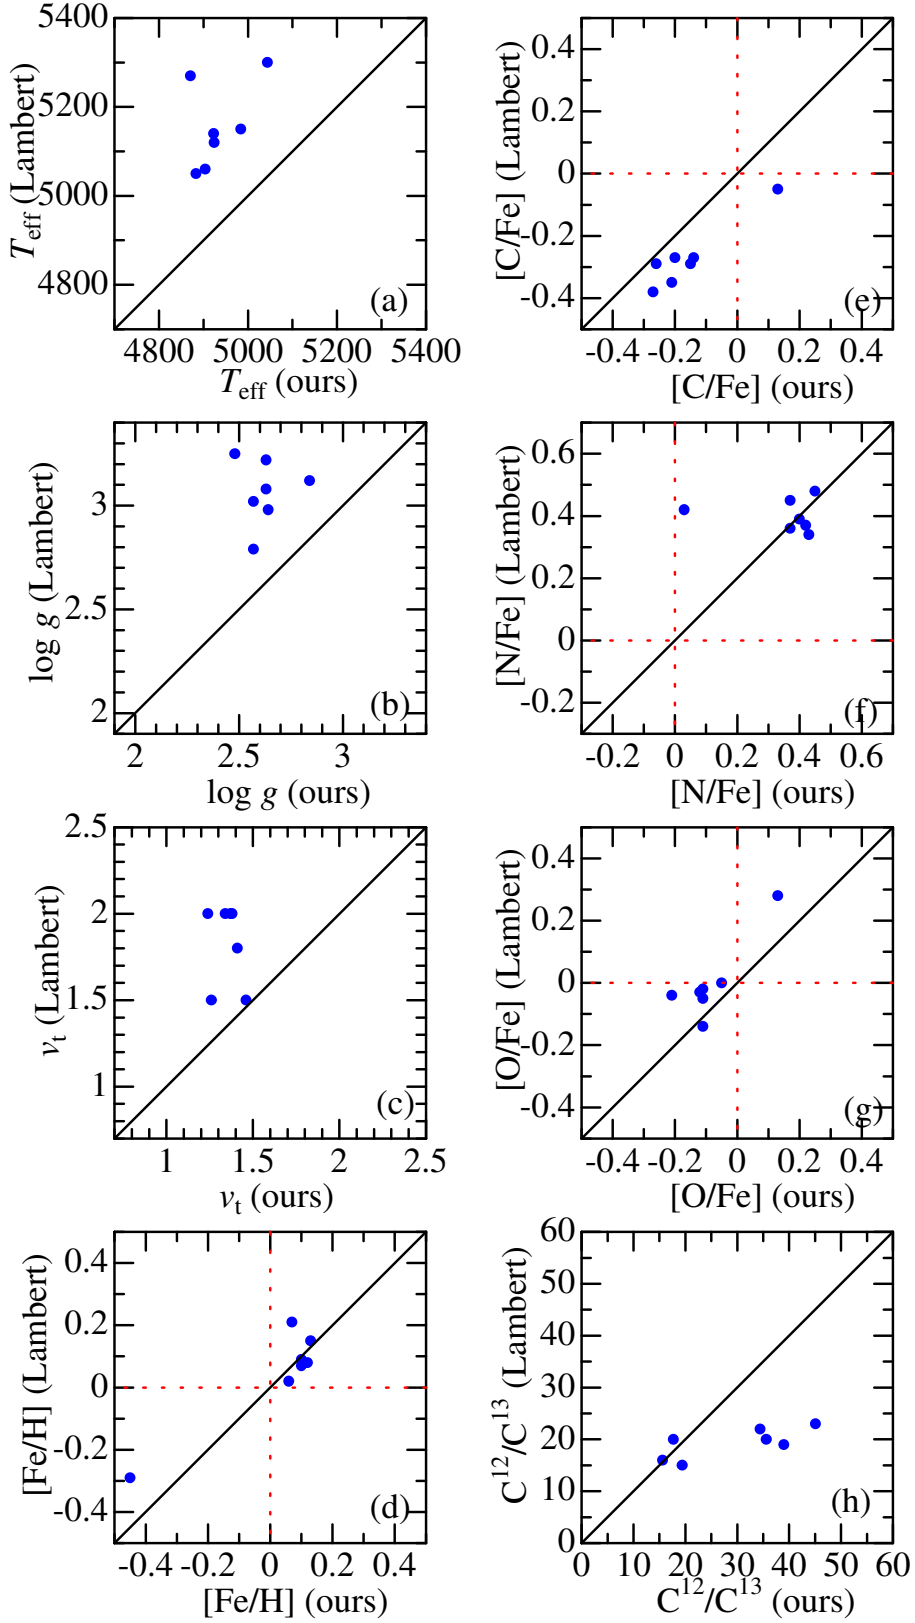 5400
5200
5000
4800
T_eff (Lambert)
(a)
4800 5000 5200 5400
T_eff (ours)
0.4
0.2
0
-0.2
-0.4
[C/Fe] (Lambert)
(e)
-0.4 -0.2 0 0.2 0.4
[C/Fe] (ours)
3
2.5
2
log g (Lambert)
(b)
2 2.5 3
log g (ours)
0.6
0.4
0.2
0
-0.2
[N/Fe] (Lambert)
(f)
-0.2 0 0.2 0.4 0.6
[N/Fe] (ours)
2.5
2
1.5
1
v_t (Lambert)
(c)
1 1.5 2 2.5
v_t (ours)
0.4
0.2
0
-0.2
-0.4
[O/Fe] (Lambert)
(g)
-0.4 -0.2 0 0.2 0.4
[O/Fe] (ours)
0.4
0.2
0
-0.2
-0.4
[Fe/H] (Lambert)
(d)
-0.4 -0.2 0 0.2 0.4
[Fe/H] (ours)
60
50
40
30
20
10
0
C¹²/C¹³ (Lambert)
(h)
0 10 20 30 40 50 60
C¹²/C¹³ (ours)